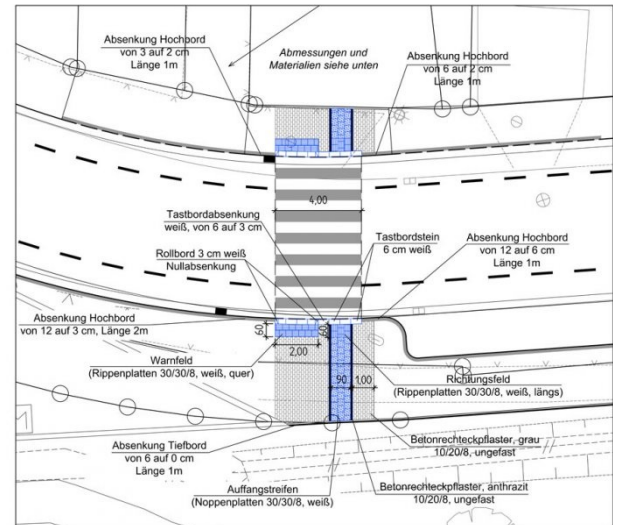 Absenkung Hochbord
von 3 auf 2 cm
Länge 1m
Abmessungen und
Materialien siehe unten
Absenkung Hochbord
von 6 auf 2 cm
Länge 1m
4,00
Tastbordabsenkung
weiß, von 6 auf 3 cm
Rollbord 3 cm weiß
Nullabsenkung
Tastbordstein
6 cm weiß
Absenkung Hochbord
von 12 auf 6 cm
Länge 1m
Absenkung Hochbord
von 12 auf 3 cm, Länge 2m
60
60
2,00
Warnfeld
(Rippenplatten 30/30/8, weiß, quer)
90
1,00
Richtungsfeld
(Rippenplatten 30/30/8, weiß, längs)
Absenkung Tiefbord
von 6 auf 0 cm
Länge 1m
Betonrechteckpflaster, grau
10/20/8, ungefast
Auffangstreifen
(Noppenplatten 30/30/8, weiß)
Betonrechteckpflaster, anthrazit
10/20/8, ungefast